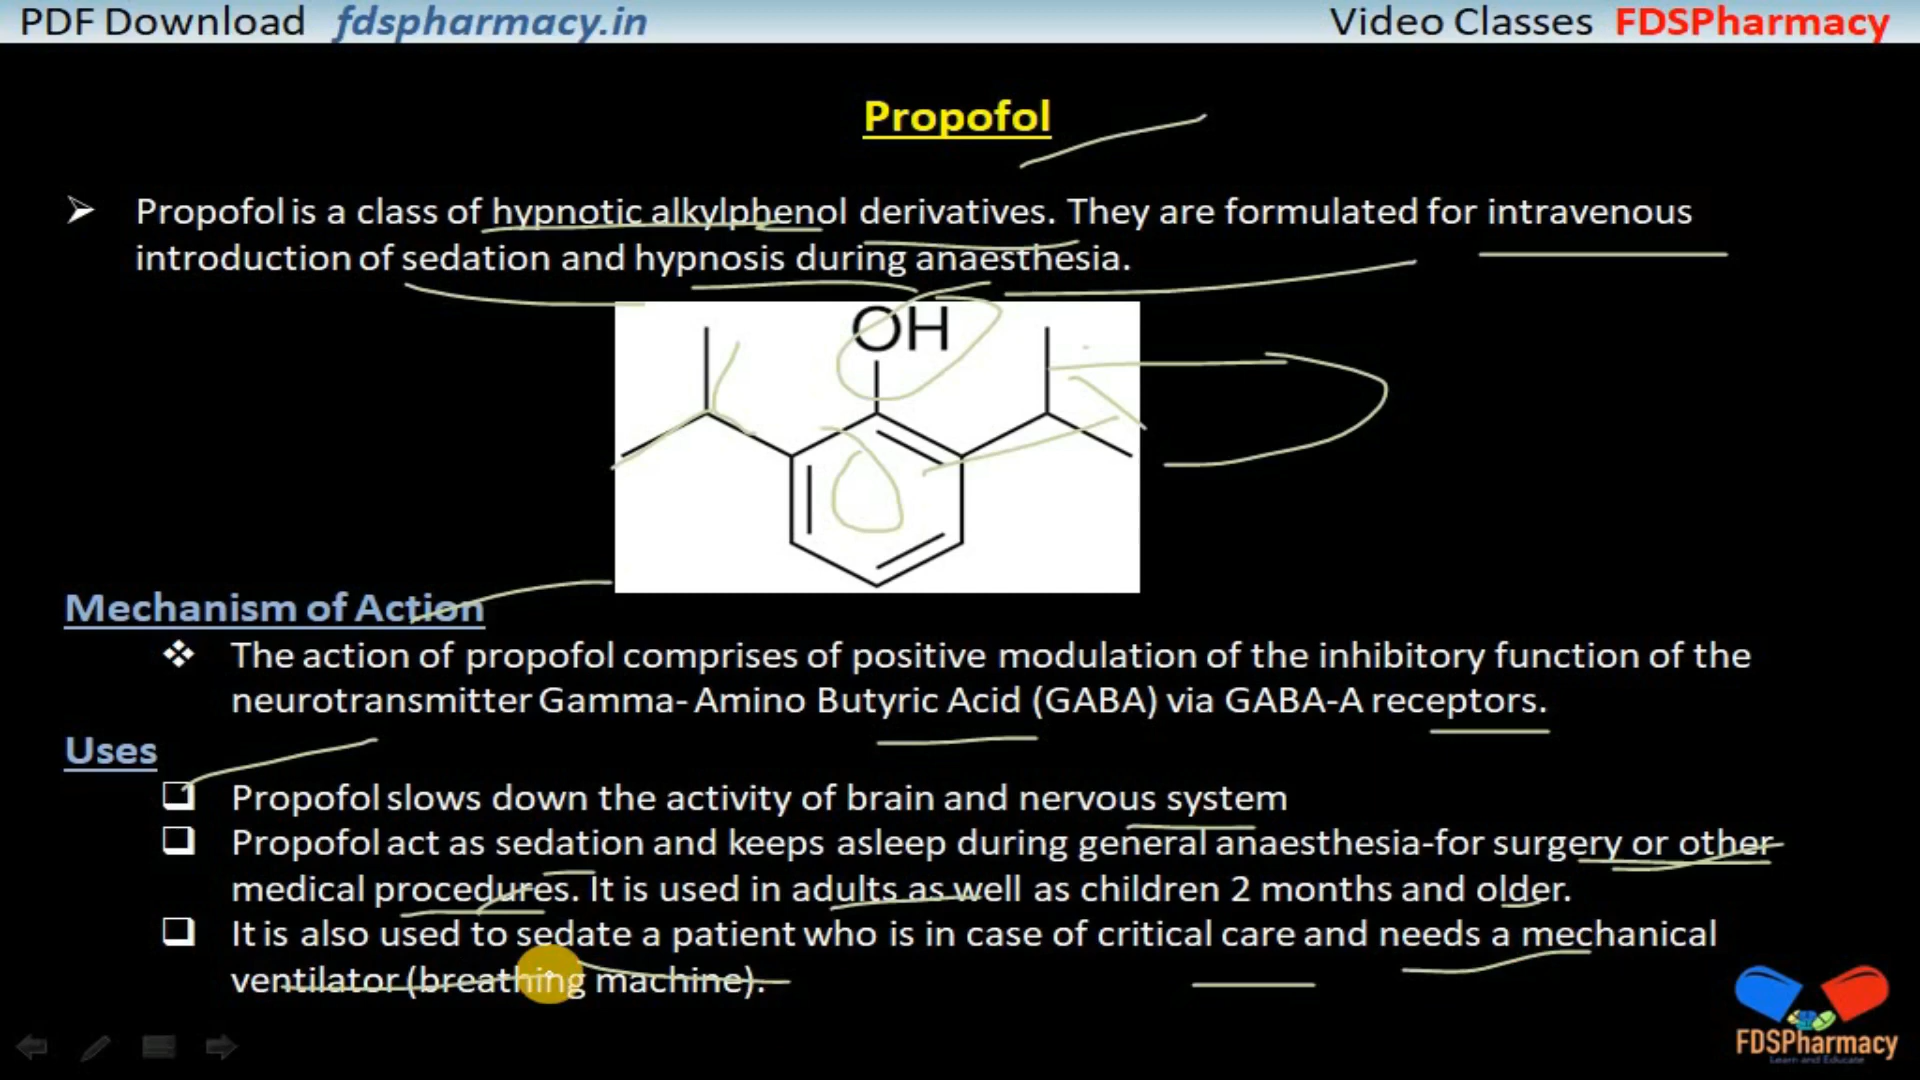 PDF Download fdspharmacy.in Video Classes FDSPharmacy
Propofol
Propofol is a class of hypnotic alkylphenol derivatives. They are formulated for intravenous
introduction of sedation and hypnosis during anaesthesia.
OH
Mechanism of Action
The action of propofol comprises of positive modulation of the inhibitory function of the
neurotransmitter Gamma- Amino Butyric Acid (GABA) via GABA-A receptors.
Uses
Propofol slows down the activity of brain and nervous system
Propofol act as sedation and keeps asleep during general anaesthesia-for surgery or other
medical procedures. It is used in adults as well as children 2 months and older.
It is also used to sedate a patient who is in case of critical care and needs a mechanical
ventilator (breathing machine).
FDSPharmacy
Learn and Educate